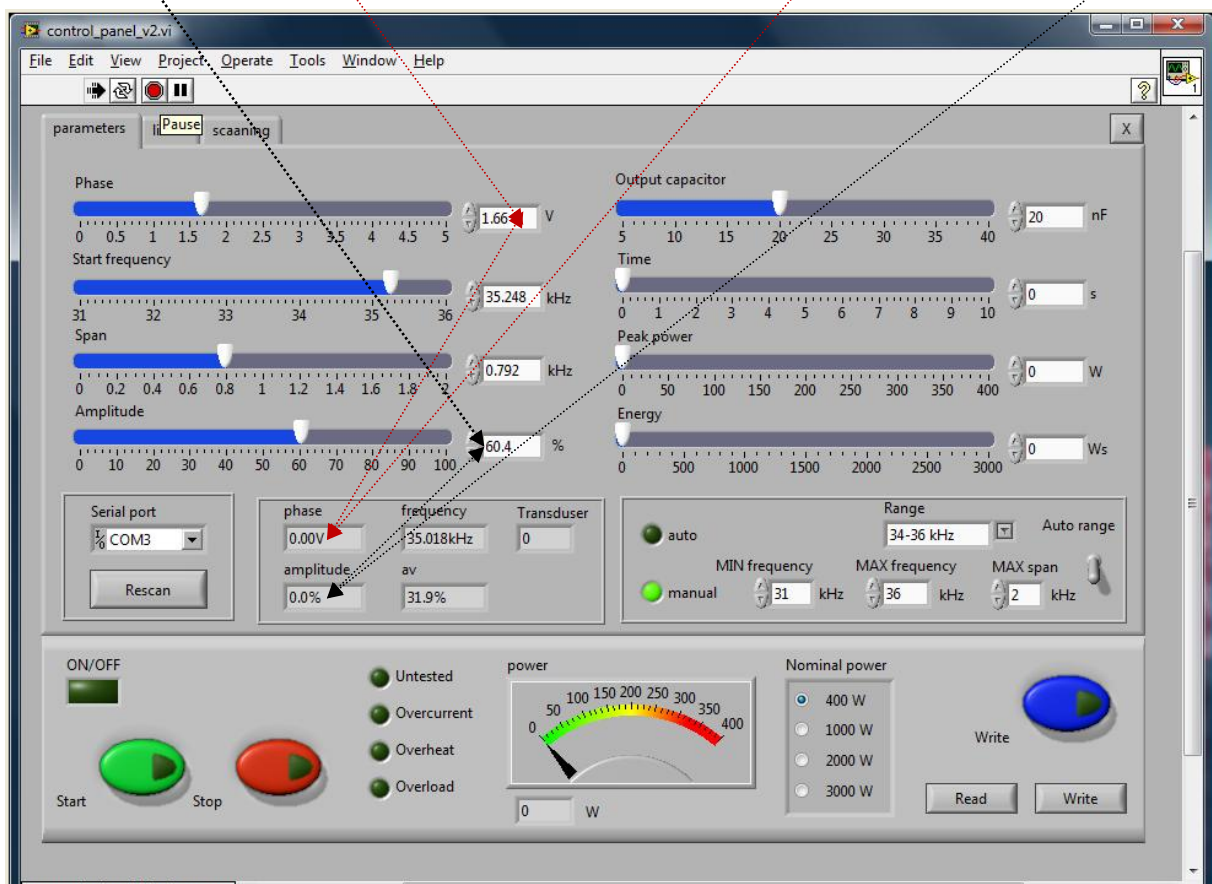 control_panel_v2.vi
File Edit View Project Operate Tools Window Help
1
parameters Pause scaaning X
Phase
1.66 V
0 0.5 1 1.5 2 2.5 3 3.5 4 4.5 5
Start frequency
35.248 kHz
31 32 33 34 35 36
Span
0.792 kHz
0 0.2 0.4 0.6 0.8 1 1.2 1.4 1.6 1.8 2
Amplitude
60.4 %
0 10 20 30 40 50 60 70 80 90 100
Output capacitor
20 nF
5 10 15 20 25 30 35 40
Time
0 s
0 1 2 3 4 5 6 7 8 9 10
Peak power
0 W
0 50 100 150 200 250 300 350 400
Energy
0 Ws
0 500 1000 1500 2000 2500 3000
Serial port
COM3
Rescan
phase frequency Transduser
0.00V 35.018kHz 0
amplitude av
0.0% 31.9%
Range
auto 34-36 kHz Auto range
MIN frequency MAX frequency MAX span
manual 31 kHz 36 kHz 2 kHz
ON/OFF
Start Stop
Untested
Overcurrent
Overheat
Overload
power
0 50 100 150 200 250 300 350 400
0 W
Nominal power
400 W
1000 W
2000 W
3000 W
Write
Read Write